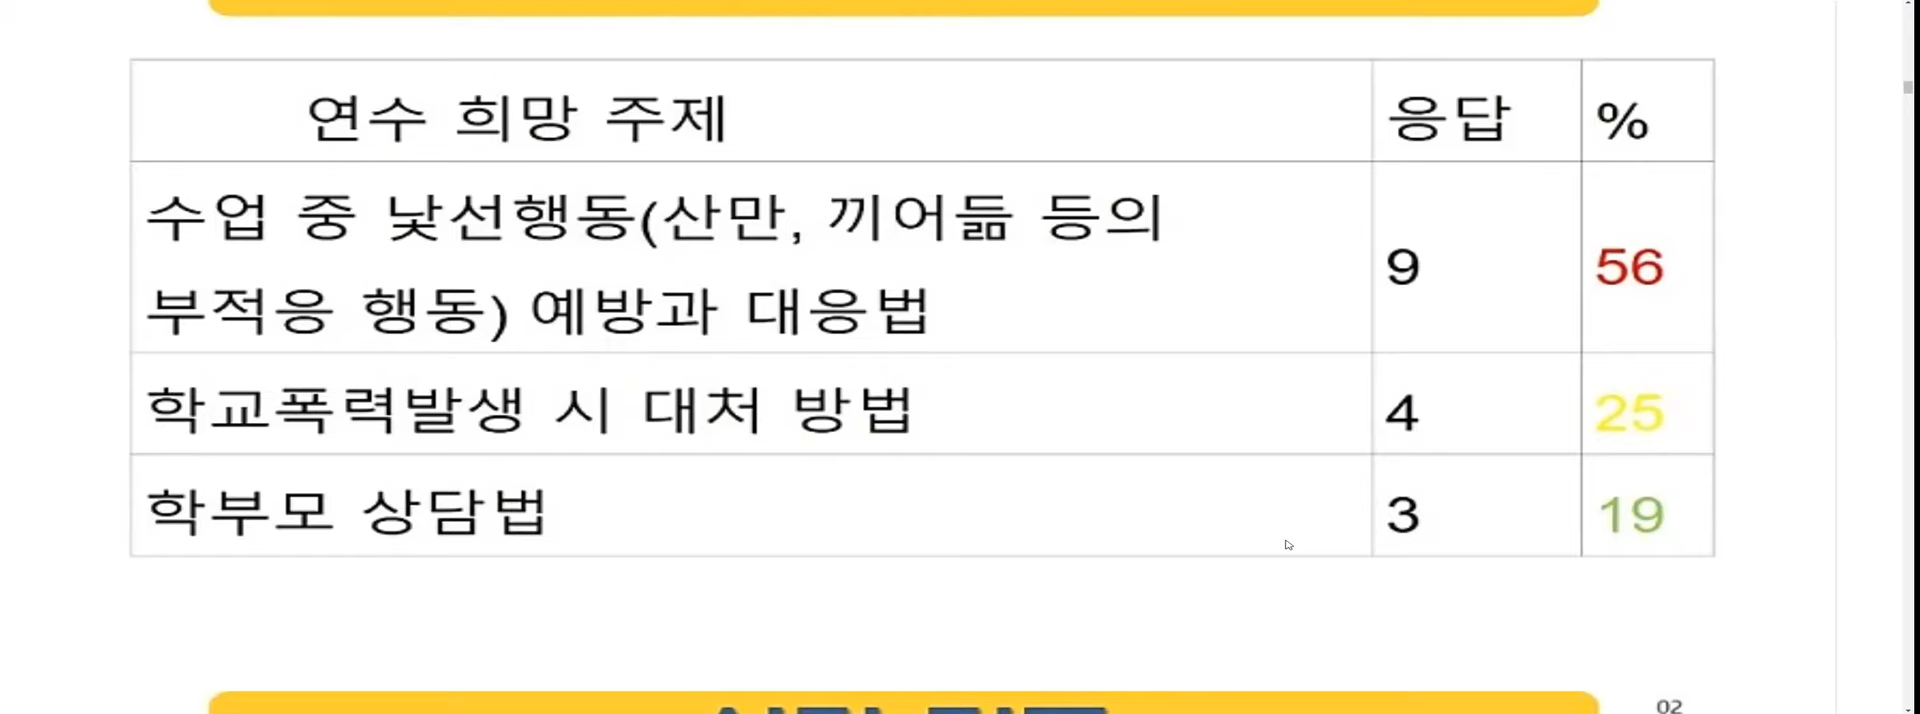 연수 희망 주제 응답 %
수업 중 낯선행동(산만, 끼어듦 등의
부적응 행동) 예방과 대응법 9 56
학교폭력발생 시 대처 방법 4 25
학부모 상담법 3 19
02